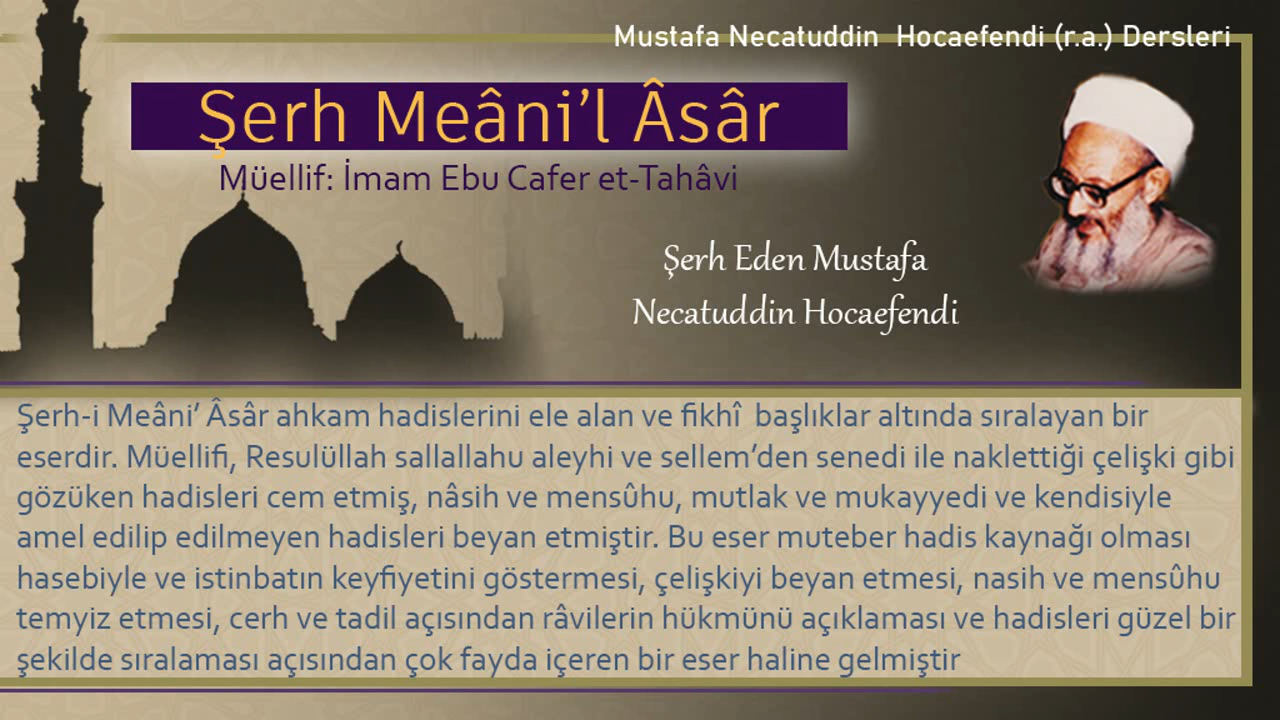 Mustafa Necatuddin Hocaefendi (r.a.) Dersleri
Şerh Meâni’l Âsâr
Müellif: İmam Ebu Cafer et-Tahâvi
Şerh Eden Mustafa
Necatuddin Hocaefendi
Şerh-i Meâni’ Âsâr ahkam hadislerini ele alan ve fikhî başlıklar altında sıralayan bir
eserdir. Müellifi, Resulüllah sallallahu aleyhi ve sellem’den senedi ile naklettiği çelişki gibi
gözüken hadisleri cem etmiş, nâsih ve mensûhu, mutlak ve mukayyedi ve kendisiyle
amel edilip edilmeyen hadisleri beyan etmiştir. Bu eser muteber hadis kaynağı olması
hasebiyle ve istinbatın keyfiyetini göstermesi, çelişkiyi beyan etmesi, nasih ve mensûhu
temyiz etmesi, cerh ve tadil açısından râvilerin hükmünü açıklaması ve hadisleri güzel bir
şekilde sıralaması açısından çok fayda içeren bir eser haline gelmiştir